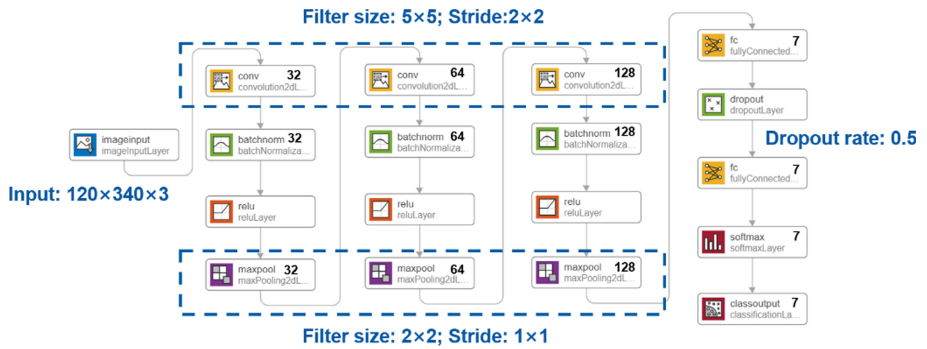 Filter size: 5×5; Stride:2×2
imageinput
imageInputLayer
Input: 120×340×3
conv 32
convolution2dL...
batchnorm 32
batchNormaliza...
relu
reluLayer
maxpool 32
maxPooling2dL...
conv 64
convolution2dL...
batchnorm 64
batchNormaliza...
relu
reluLayer
maxpool 64
maxPooling2dL...
conv 128
convolution2dL...
batchnorm 128
batchNormaliza...
relu
reluLayer
maxpool 128
maxPooling2dL...
Filter size: 2×2; Stride: 1×1
fc 7
fullyConnected...
dropout
dropoutLayer
Dropout rate: 0.5
fc 7
fullyConnected...
softmax 7
softmaxLayer
classoutput 7
classificationLa...